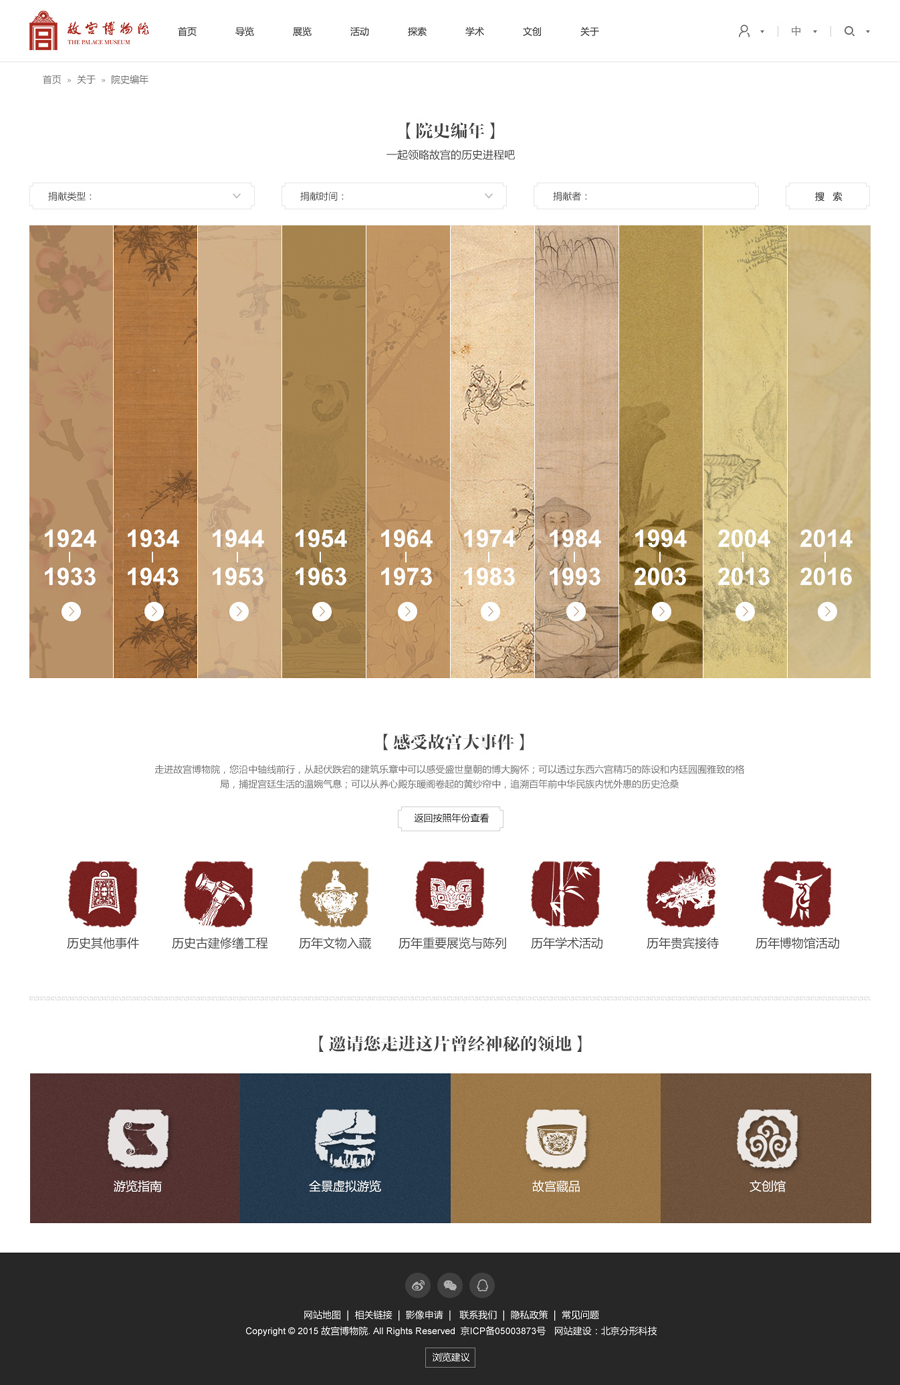 故宫博物院
THE PALACE MUSEUM
首页 导览 展览 活动 探索 学术 文创 关于
中
首页 » 关于 » 院史编年
【院史编年】
一起领略故宫的历史进程吧
捐献类型： 捐献时间： 捐献者： 搜 索
1924 1934 1944 1954 1964 1974 1984 1994 2004 2014
1933 1943 1953 1963 1973 1983 1993 2003 2013 2016
【感受故宫大事件】
走进故宫博物院，您沿中轴线前行，从起伏跌宕的建筑乐章中可以感受盛世皇朝的博大胸怀；可以透过东西六宫精巧的陈设和内廷园囿雅致的格
局，捕捉宫廷生活的温婉气息；可以从养心殿东暖阁卷起的黄纱帘中，追溯百年前中华民族内忧外患的历史沧桑
返回按照年份查看
历史其他事件 历史古建修缮工程 历年文物入藏 历年重要展览与陈列 历年学术活动 历年贵宾接待 历年博物馆活动
【邀请您走进这片曾经神秘的领地】
游览指南 全景虚拟游览 故宫藏品 文创馆
网站地图 | 相关链接 | 影像申请 | 联系我们 | 隐私政策 | 常见问题
Copyright © 2015 故宫博物院. All Rights Reserved 京ICP备05003873号 网站建设：北京分形科技
浏览建议